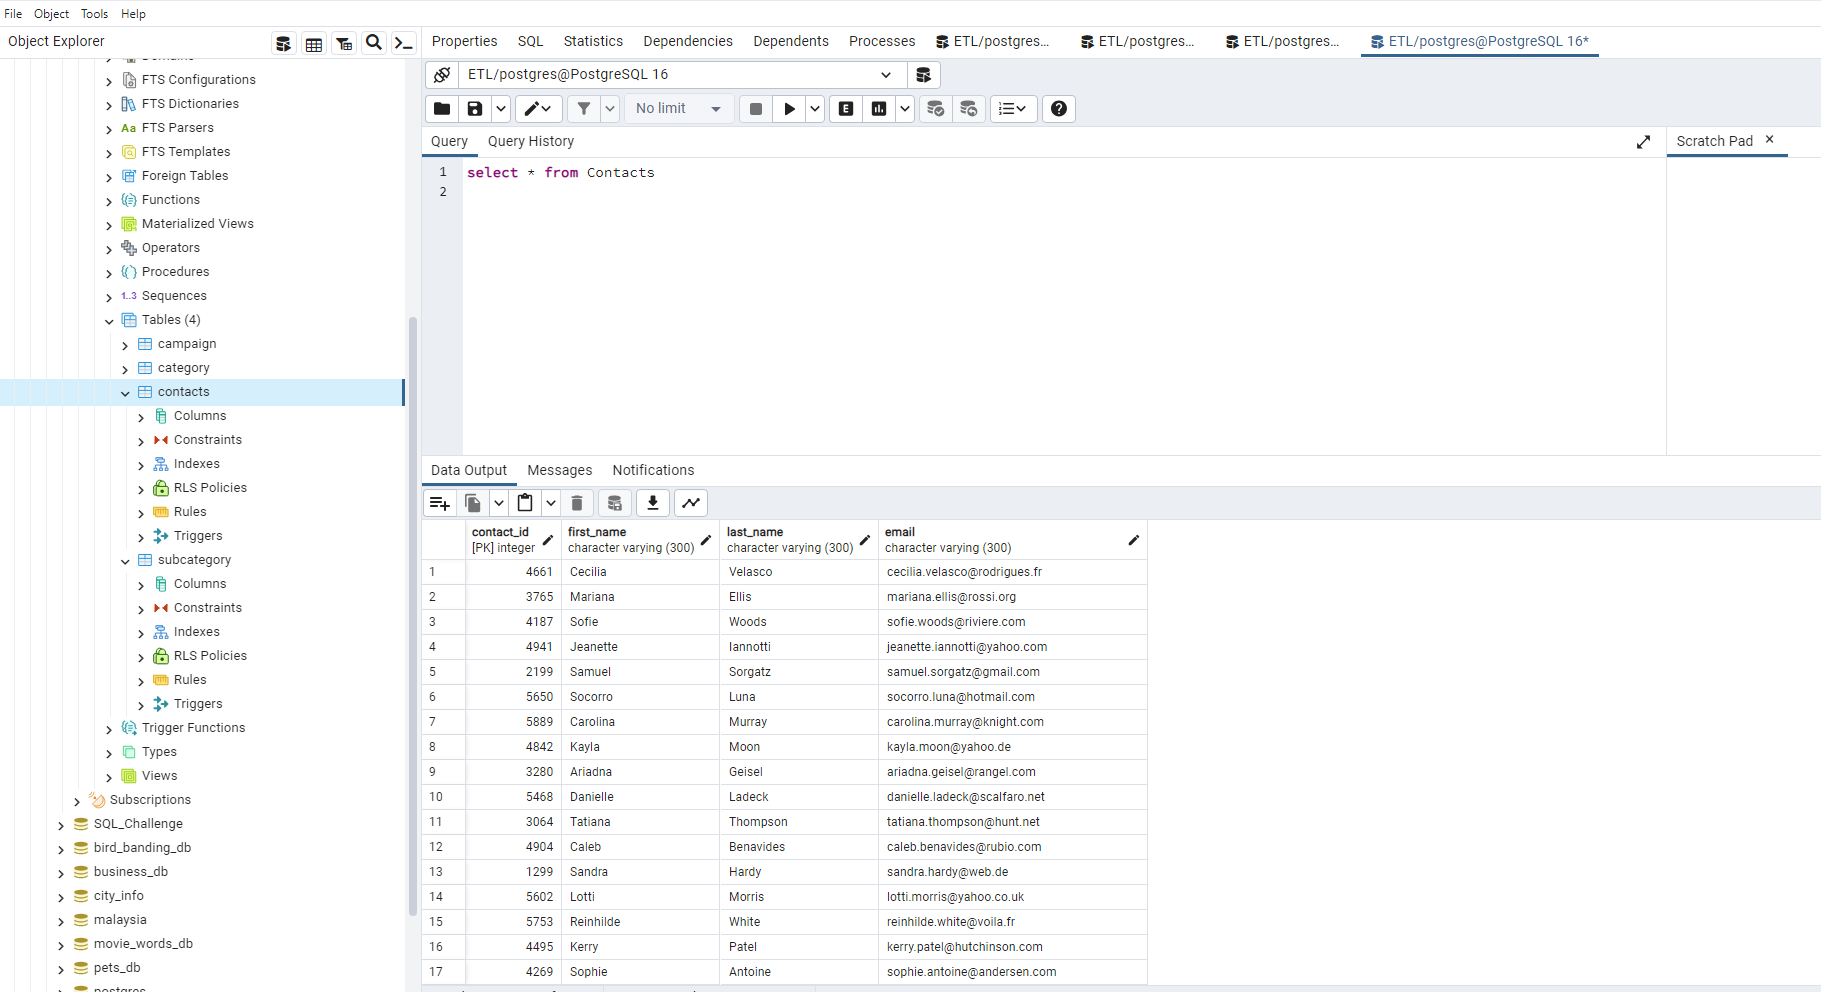 File Object Tools Help
Object Explorer
FTS Configurations
FTS Dictionaries
Aa FTS Parsers
FTS Templates
Foreign Tables
Functions
Materialized Views
Operators
Procedures
1..3 Sequences
Tables (4)
campaign
category
contacts
Columns
Constraints
Indexes
RLS Policies
Rules
Triggers
subcategory
Columns
Constraints
Indexes
RLS Policies
Rules
Triggers
Trigger Functions
Types
Views
Subscriptions
SQL_Challenge
bird_banding_db
business_db
city_info
malaysia
movie_words_db
pets_db
postgres
Properties SQL Statistics Dependencies Dependents Processes ETL/postgres... ETL/postgres... ETL/postgres... ETL/postgres@PostgreSQL 16*
ETL/postgres@PostgreSQL 16
No limit E
Query Query History Scratch Pad
1 select * from Contacts
2
Data Output Messages Notifications
contact_id first_name last_name email
[PK] integer character varying (300) character varying (300) character varying (300)
1 4661 Cecilia Velasco cecilia.velasco@rodrigues.fr
2 3765 Mariana Ellis mariana.ellis@rossi.org
3 4187 Sofie Woods sofie.woods@riviere.com
4 4941 Jeanette Iannotti jeanette.iannotti@yahoo.com
5 2199 Samuel Sorgatz samuel.sorgatz@gmail.com
6 5650 Socorro Luna socorro.luna@hotmail.com
7 5889 Carolina Murray carolina.murray@knight.com
8 4842 Kayla Moon kayla.moon@yahoo.de
9 3280 Ariadna Geisel ariadna.geisel@rangel.com
10 5468 Danielle Ladeck danielle.ladeck@scalfaro.net
11 3064 Tatiana Thompson tatiana.thompson@hunt.net
12 4904 Caleb Benavides caleb.benavides@rubio.com
13 1299 Sandra Hardy sandra.hardy@web.de
14 5602 Lotti Morris lotti.morris@yahoo.co.uk
15 5753 Reinhilde White reinhilde.white@voila.fr
16 4495 Kerry Patel kerry.patel@hutchinson.com
17 4269 Sophie Antoine sophie.antoine@andersen.com